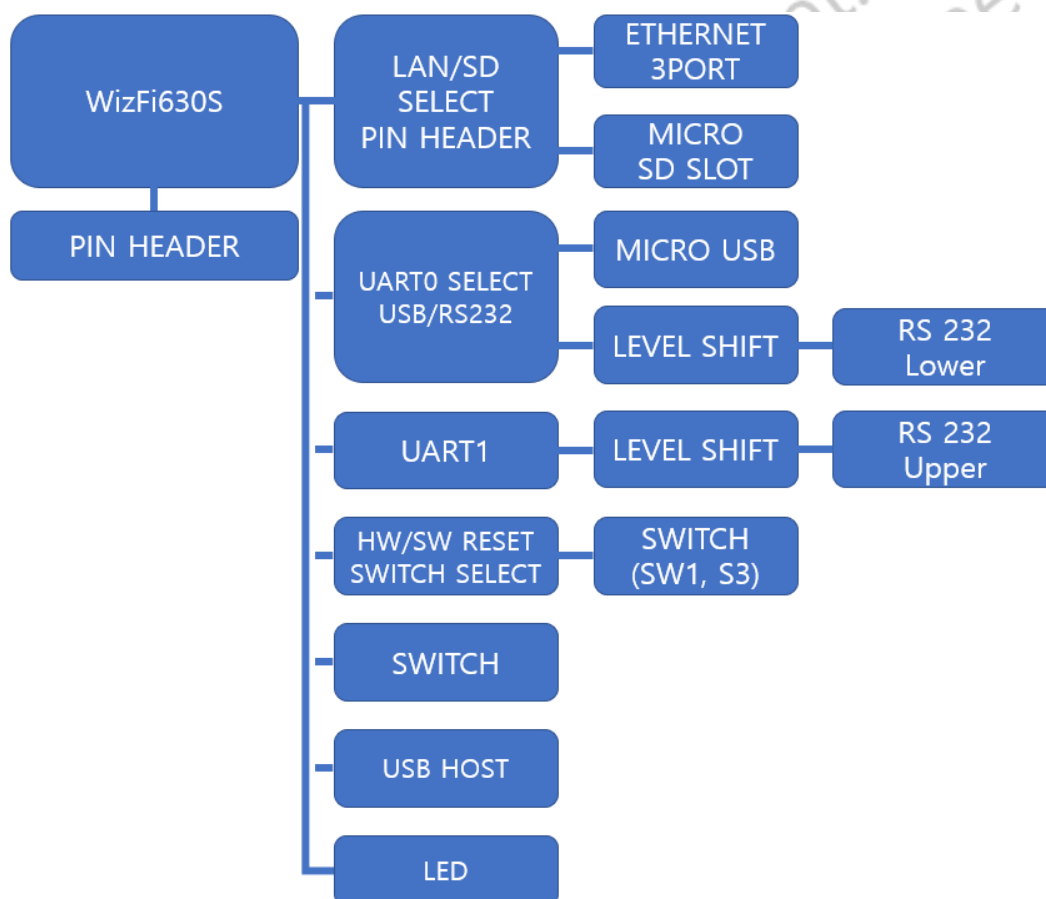 WizFi630S
PIN HEADER
LAN/SD
SELECT
PIN HEADER
ETHERNET
3PORT
MICRO
SD SLOT
UART0 SELECT
USB/RS232
MICRO USB
LEVEL SHIFT
RS 232
Lower
UART1
LEVEL SHIFT
RS 232
Upper
HW/SW RESET
SWITCH SELECT
SWITCH
(SW1, S3)
SWITCH
USB HOST
LED